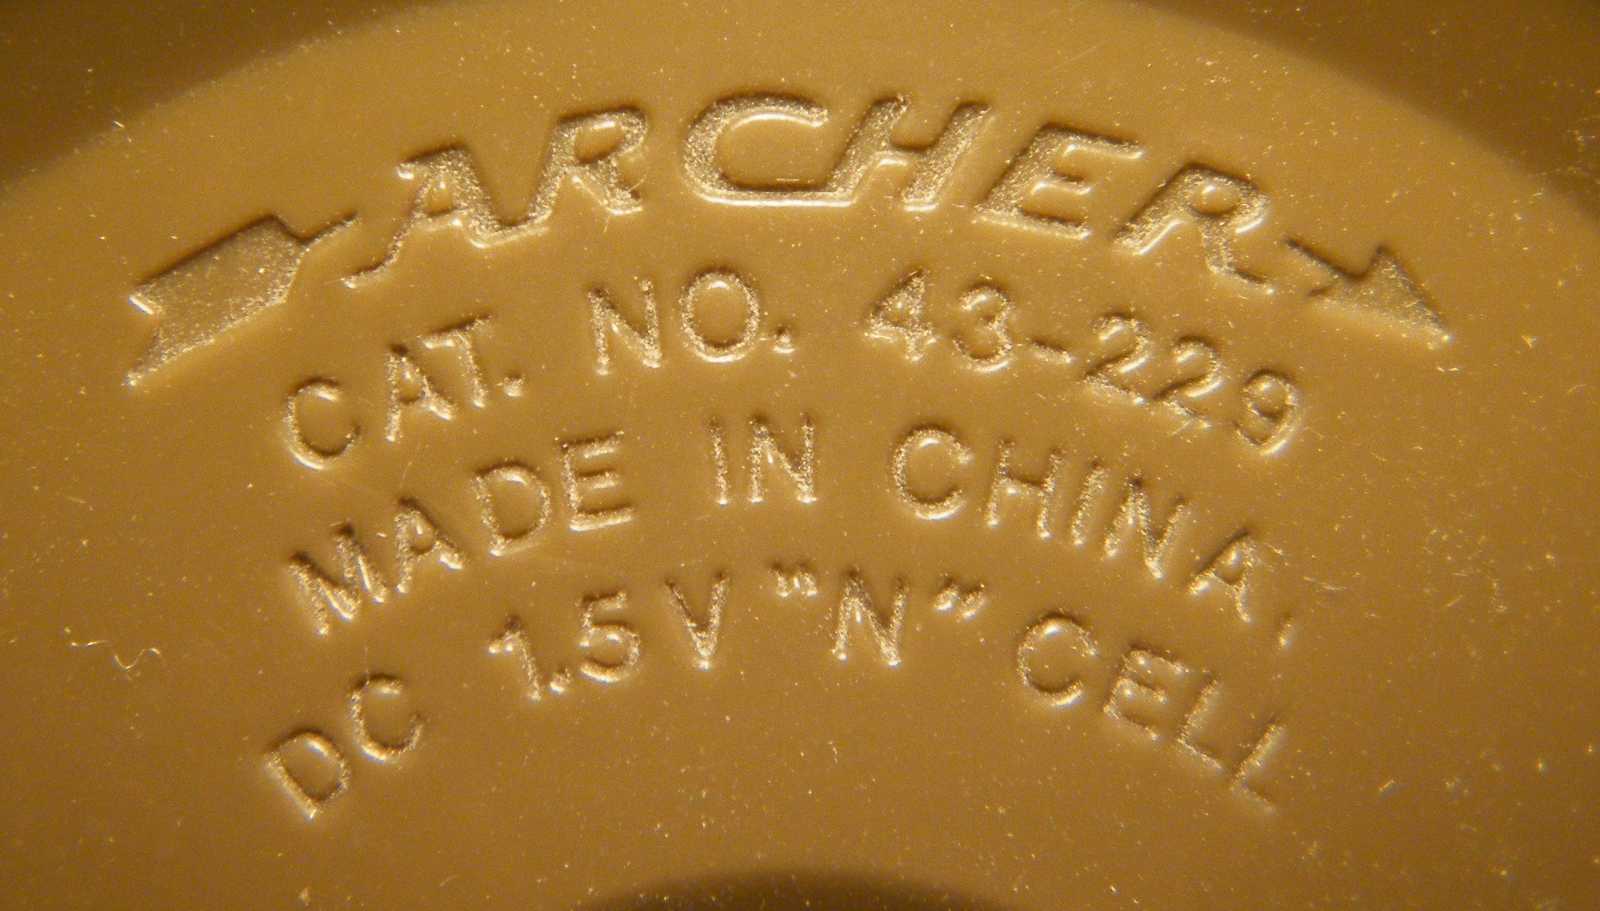 ARCHER
CAT. NO. 43-229
MADE IN CHINA,
DC 1.5V "N" CELL